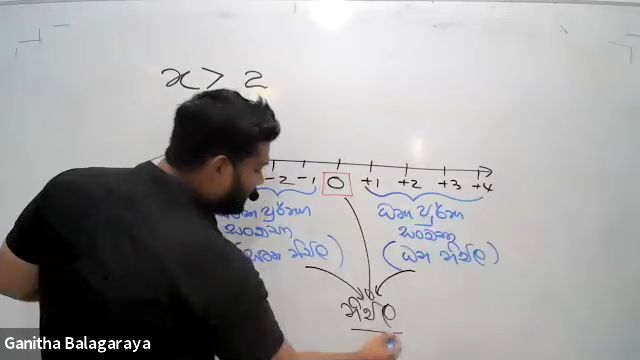 x > 2
-2 -1 0 +1 +2 +3 +4
පූර්ණ
ධන පූර්ණ
සංඛ්‍යා
සංඛ්‍යා
(ධන නිඛිල)
නිඛිල
Ganitha Balagaraya